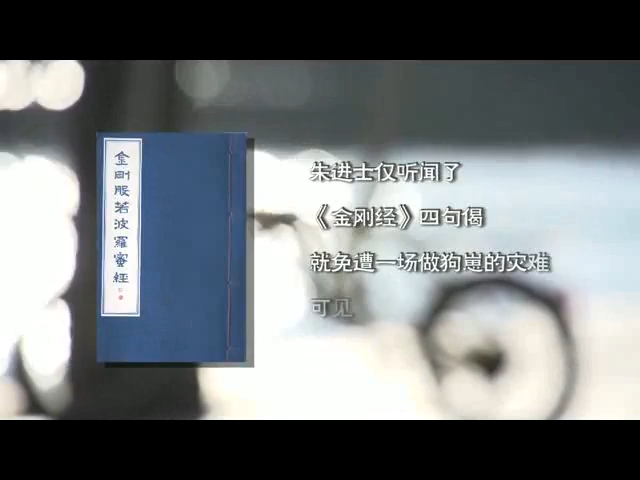 金剛般若波羅蜜經
朱进士仅听闻了
《金刚经》四句偈
就免遭一场做狗崽的灾难
可见